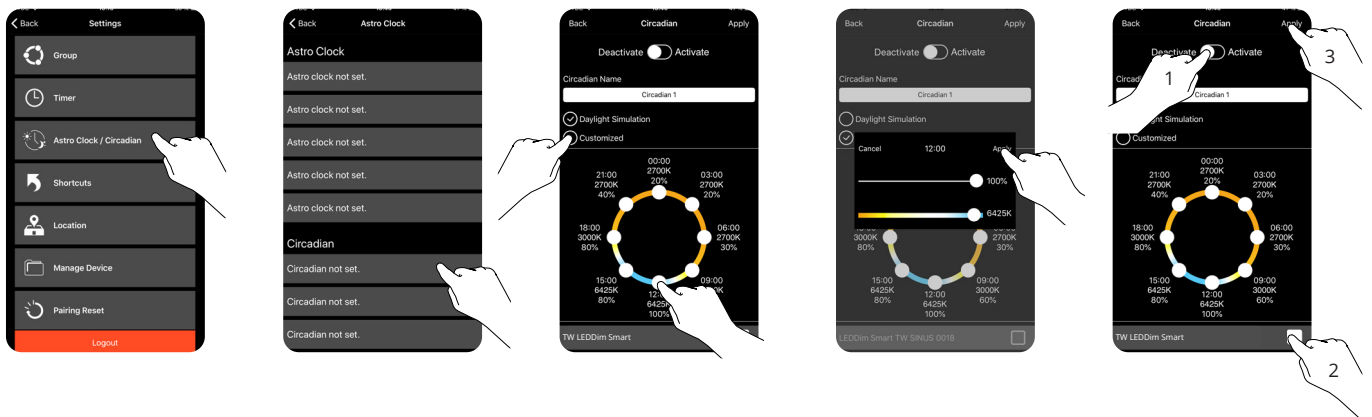 Back Settings
Group
Timer
Astro Clock / Circadian
Shortcuts
Location
Manage Device
Pairing Reset
Logout
Back Astro Clock
Astro Clock
Astro clock not set.
Astro clock not set.
Astro clock not set.
Astro clock not set.
Astro clock not set.
Circadian
Circadian not set.
Circadian not set.
Circadian not set.
Back Circadian Apply
Deactivate Activate
Circadian Name
Circadian 1
Daylight Simulation
Customized
00:00
2700K
20%
03:00
2700K
20%
06:00
2700K
30%
09:00
12:00
6425K
100%
15:00
6425K
80%
18:00
3000K
80%
21:00
2700K
40%
TW LEDDim Smart
Back Circadian Apply
Deactivate Activate
Circadian Name
Circadian 1
Daylight Simulation
Cancel 12:00 Apply
100%
6425K
18:00
3000K
80%
06:00
2700K
30%
15:00
6425K
80%
12:00
6425K
100%
09:00
3000K
60%
LEDDim Smart TW SINUS 0018
Back Circadian Apply
Deactivate Activate
Circadian 1
Daylight Simulation
Customized
00:00
2700K
20%
03:00
2700K
20%
06:00
2700K
30%
09:00
3000K
60%
12:00
6425K
100%
15:00
6425K
80%
18:00
3000K
80%
21:00
2700K
40%
TW LEDDim Smart
1
2
3